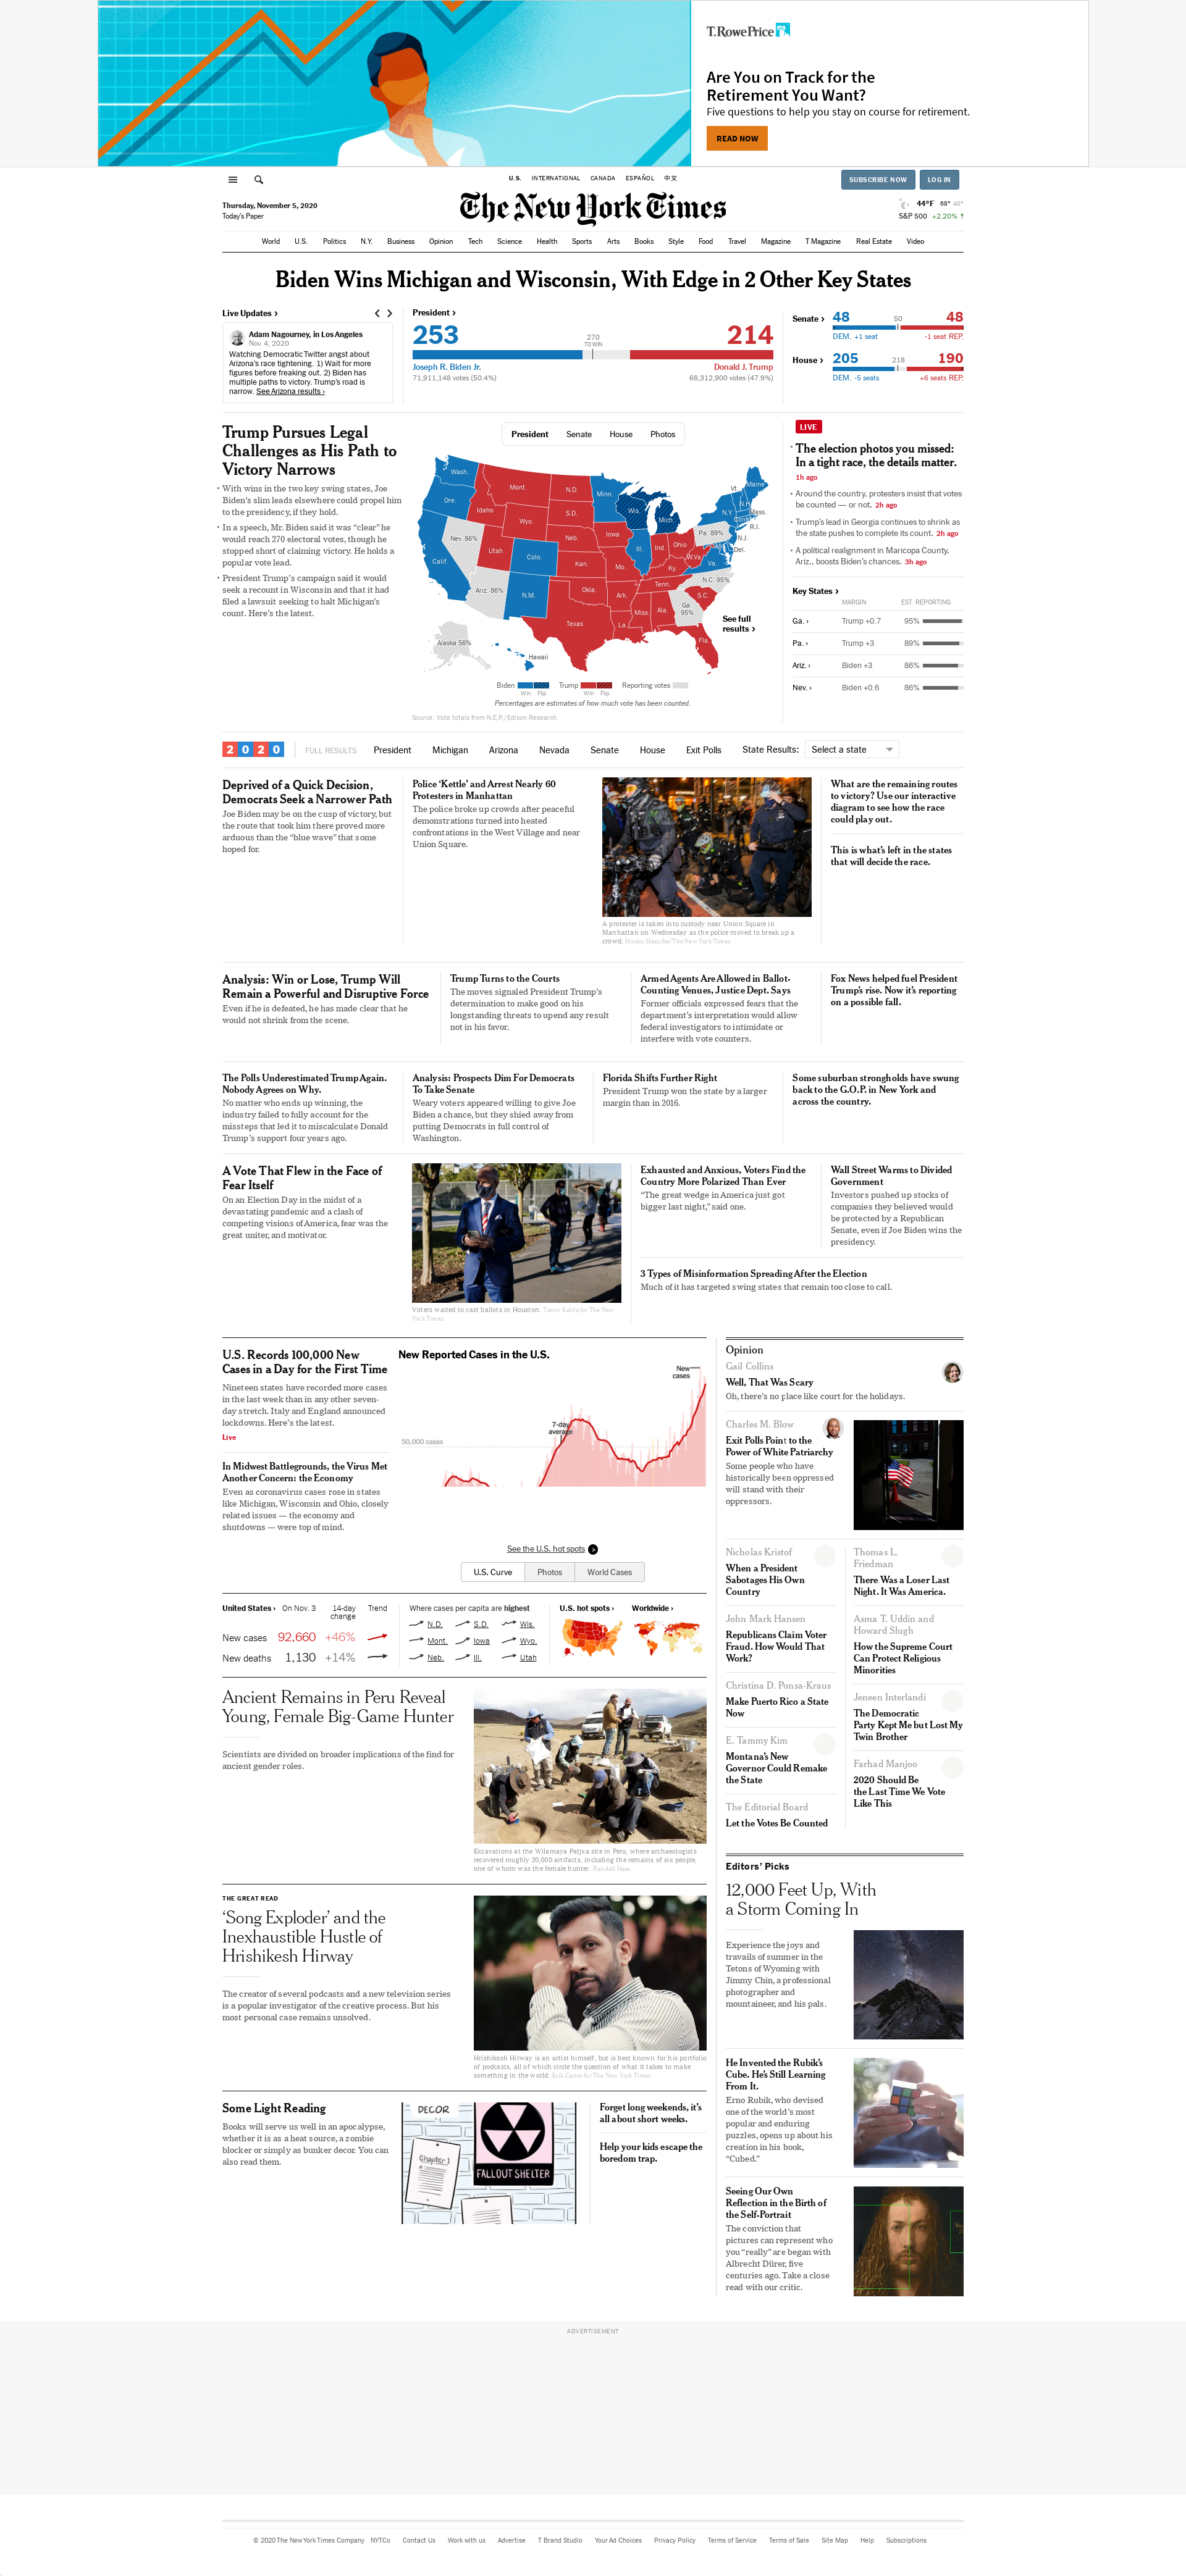 T.RowePrice
Are You on Track for the
Retirement You Want?
Five questions to help you stay on course for retirement.
READ NOW
U.S. INTERNATIONAL CANADA ESPAÑOL 中文
SUBSCRIBE NOW LOG IN
Thursday, November 5, 2020
Today's Paper
The New York Times
44°F 68° 40°
S&P 500 +2.20% ↑
World U.S. Politics N.Y. Business Opinion Tech Science Health Sports Arts Books Style Food Travel Magazine T Magazine Real Estate Video
Biden Wins Michigan and Wisconsin, With Edge in 2 Other Key States
Live Updates ›
Adam Nagourney, in Los Angeles
Nov. 4, 2020
Watching Democratic Twitter angst about
Arizona's race tightening. 1) Wait for more
figures before freaking out. 2) Biden has
multiple paths to victory. Trump's road is
narrow. See Arizona results ›
President ›
253 214
270
TO WIN
Joseph R. Biden Jr. Donald J. Trump
71,911,148 votes (50.4%) 68,312,900 votes (47.9%)
Senate › 48 50 48
DEM. +1 seat -1 seat REP.
House › 205 218 190
DEM. -5 seats +6 seats REP.
Trump Pursues Legal
Challenges as His Path to
Victory Narrows
• With wins in the two key swing states, Joe
Biden's slim leads elsewhere could propel him
to the presidency, if they hold.
• In a speech, Mr. Biden said it was "clear" he
would reach 270 electoral votes, though he
stopped short of claiming victory. He holds a
popular vote lead.
• President Trump's campaign said it would
seek a recount in Wisconsin and that it had
filed a lawsuit seeking to halt Michigan's
count. Here's the latest.
President Senate House Photos
Wash.
Mont.
N.D.
Minn.
Maine
Vt.
Ore.
Idaho
S.D.
Wis.
Mich.
N.Y.
N.H.
Mass.
Conn.
R.I.
Wyo.
Nev. 86%
Neb.
Iowa
Pa. 89%
N.J.
Del.
Utah
Colo.
Ill.
Ind.
Ohio
W.Va.
Va.
Calif.
Kan.
Mo.
Ky.
N.C. 95%
Ariz. 86%
N.M.
Okla.
Ark.
Tenn.
S.C.
Miss.
Ala.
Ga.
95%
Texas
La.
Fla.
Alaska 56%
Hawaii
See full
results ›
Biden Trump Reporting votes
Win Flip Win Flip
Percentages are estimates of how much vote has been counted.
Source: Vote totals from N.E.P./Edison Research
LIVE
• The election photos you missed:
In a tight race, the details matter.
1h ago
• Around the country, protesters insist that votes
be counted — or not. 2h ago
• Trump's lead in Georgia continues to shrink as
the state pushes to complete its count. 2h ago
• A political realignment in Maricopa County,
Ariz., boosts Biden's chances. 3h ago
Key States ›
MARGIN EST. REPORTING
Ga. › Trump +0.7 95%
Pa. › Trump +3 89%
Ariz. › Biden +3 86%
Nev. › Biden +0.6 86%
2020 FULL RESULTS President Michigan Arizona Nevada Senate House Exit Polls State Results: Select a state
Deprived of a Quick Decision,
Democrats Seek a Narrower Path
Joe Biden may be on the cusp of victory, but
the route that took him there proved more
arduous than the "blue wave" that some
hoped for.
Police 'Kettle' and Arrest Nearly 60
Protesters in Manhattan
The police broke up crowds after peaceful
demonstrations turned into heated
confrontations in the West Village and near
Union Square.
A protester is taken into custody near Union Square in
Manhattan on Wednesday as the police moved to break up a
crowd. Hiroko Masuike/The New York Times
What are the remaining routes
to victory? Use our interactive
diagram to see how the race
could play out.
This is what's left in the states
that will decide the race.
Analysis: Win or Lose, Trump Will
Remain a Powerful and Disruptive Force
Even if he is defeated, he has made clear that he
would not shrink from the scene.
Trump Turns to the Courts
The moves signaled President Trump's
determination to make good on his
longstanding threats to upend any result
not in his favor.
Armed Agents Are Allowed in Ballot-
Counting Venues, Justice Dept. Says
Former officials expressed fears that the
department's interpretation would allow
federal investigators to intimidate or
interfere with vote counters.
Fox News helped fuel President
Trump's rise. Now it's reporting
on a possible fall.
The Polls Underestimated Trump Again.
Nobody Agrees on Why.
No matter who ends up winning, the
industry failed to fully account for the
missteps that led it to miscalculate Donald
Trump's support four years ago.
Analysis: Prospects Dim For Democrats
To Take Senate
Weary voters appeared willing to give Joe
Biden a chance, but they shied away from
putting Democrats in full control of
Washington.
Florida Shifts Further Right
President Trump won the state by a larger
margin than in 2016.
Some suburban strongholds have swung
back to the G.O.P. in New York and
across the country.
A Vote That Flew in the Face of
Fear Itself
On an Election Day in the midst of a
devastating pandemic and a clash of
competing visions of America, fear was the
great uniter, and motivator.
Voters waited to cast ballots in Houston. Tamir Kalifa for The New
York Times
Exhausted and Anxious, Voters Find the
Country More Polarized Than Ever
"The great wedge in America just got
bigger last night," said one.
Wall Street Warms to Divided
Government
Investors pushed up stocks of
companies they believed would
be protected by a Republican
Senate, even if Joe Biden wins the
presidency.
3 Types of Misinformation Spreading After the Election
Much of it has targeted swing states that remain too close to call.
U.S. Records 100,000 New
Cases in a Day for the First Time
Nineteen states have recorded more cases
in the last week than in any other seven-
day stretch. Italy and England announced
lockdowns. Here's the latest.
Live
In Midwest Battlegrounds, the Virus Met
Another Concern: the Economy
Even as coronavirus cases rose in states
like Michigan, Wisconsin and Ohio, closely
related issues — the economy and
shutdowns — were top of mind.
New Reported Cases in the U.S.
New
cases
7-day
average
50,000 cases
See the U.S. hot spots >
U.S. Curve Photos World Cases
United States › On Nov. 3 14-day
change Trend
New cases 92,660 +46%
New deaths 1,130 +14%
Where cases per capita are highest
N.D. S.D. Wis.
Mont. Iowa Wyo.
Neb. Ill. Utah
U.S. hot spots › Worldwide ›
Ancient Remains in Peru Reveal
Young, Female Big-Game Hunter
Scientists are divided on broader implications of the find for
ancient gender roles.
Excavations at the Wilamaya Patjxa site in Peru, where archaeologists
recovered roughly 20,000 artifacts, including the remains of six people,
one of whom was the female hunter. Randall Haas
THE GREAT READ
'Song Exploder' and the
Inexhaustible Hustle of
Hrishikesh Hirway
The creator of several podcasts and a new television series
is a popular investigator of the creative process. But his
most personal case remains unsolved.
Hrishikesh Hirway is an artist himself, but is best known for his portfolio
of podcasts, all of which circle the question of what it takes to make
something in the world. Erik Carter for The New York Times
Some Light Reading
Books will serve us well in an apocalypse,
whether it is as a heat source, a zombie
blocker or simply as bunker decor. You can
also read them.
DECOR
Chapter 1
FALLOUT SHELTER
Forget long weekends, it's
all about short weeks.
Help your kids escape the
boredom trap.
Opinion
Gail Collins
Well, That Was Scary
Oh, there's no place like court for the holidays.
Charles M. Blow
Exit Polls Point to the
Power of White Patriarchy
Some people who have
historically been oppressed
will stand with their
oppressors.
Nicholas Kristof
When a President
Sabotages His Own
Country
John Mark Hansen
Republicans Claim Voter
Fraud. How Would That
Work?
Christina D. Ponsa-Kraus
Make Puerto Rico a State
Now
E. Tammy Kim
Montana's New
Governor Could Remake
the State
The Editorial Board
Let the Votes Be Counted
Thomas L.
Friedman
There Was a Loser Last
Night. It Was America.
Asma T. Uddin and
Howard Slugh
How the Supreme Court
Can Protect Religious
Minorities
Jeneen Interlandi
The Democratic
Party Kept Me but Lost My
Twin Brother
Farhad Manjoo
2020 Should Be
the Last Time We Vote
Like This
Editors' Picks
12,000 Feet Up, With
a Storm Coming In
Experience the joys and
travails of summer in the
Tetons of Wyoming with
Jimmy Chin, a professional
photographer and
mountaineer, and his pals.
He Invented the Rubik's
Cube. He's Still Learning
From It.
Erno Rubik, who devised
one of the world's most
popular and enduring
puzzles, opens up about his
creation in his book,
"Cubed."
Seeing Our Own
Reflection in the Birth of
the Self-Portrait
The conviction that
pictures can represent who
you "really" are began with
Albrecht Dürer, five
centuries ago. Take a close
read with our critic.
ADVERTISEMENT
© 2020 The New York Times Company NYTCo Contact Us Work with us Advertise T Brand Studio Your Ad Choices Privacy Policy Terms of Service Terms of Sale Site Map Help Subscriptions